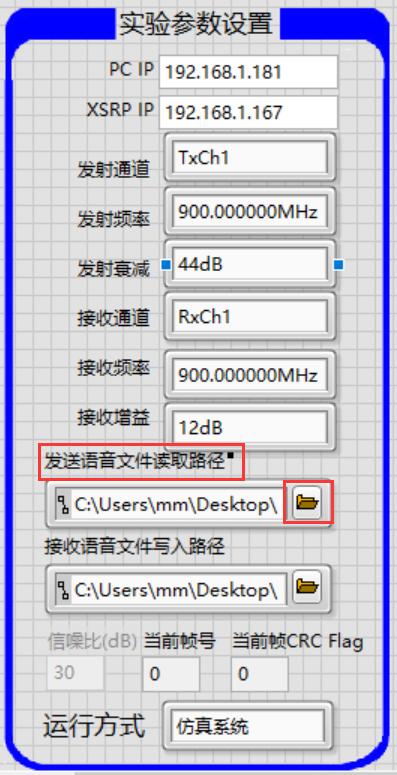 实验参数设置
PC IP 192.168.1.181
XSRP IP 192.168.1.167
发射通道 TxCh1
发射频率 900.000000MHz
发射衰减 44dB
接收通道 RxCh1
接收频率 900.000000MHz
接收增益 12dB
发送语音文件读取路径
C:\Users\mm\Desktop\
接收语音文件写入路径
C:\Users\mm\Desktop\
信噪比(dB) 当前帧号 当前帧CRC Flag
30 0 0
运行方式 仿真系统